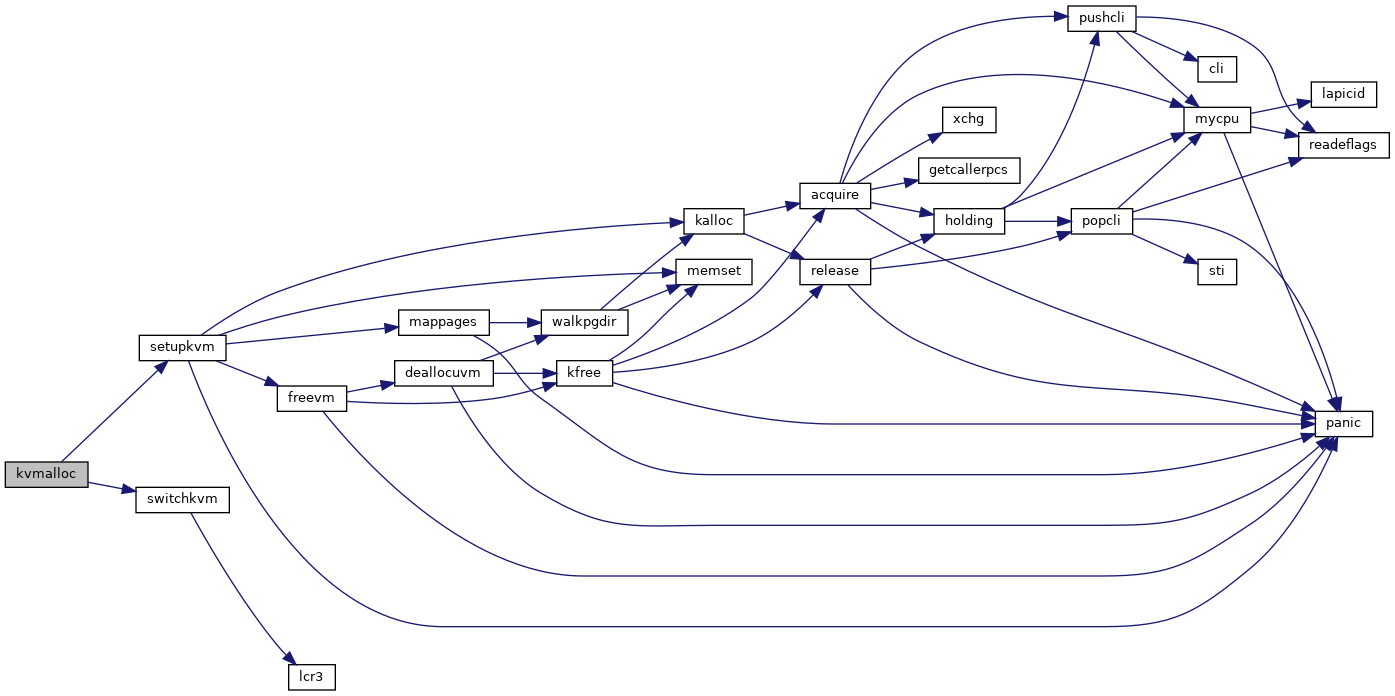 pushcli
cli
lapicid
xchg
mycpu
readeflags
getcallerpcs
acquire
kalloc
holding
popcli
memset
release
sti
mappages
walkpgdir
setupkvm
deallocuvm
kfree
freevm
panic
kvmalloc
switchkvm
lcr3